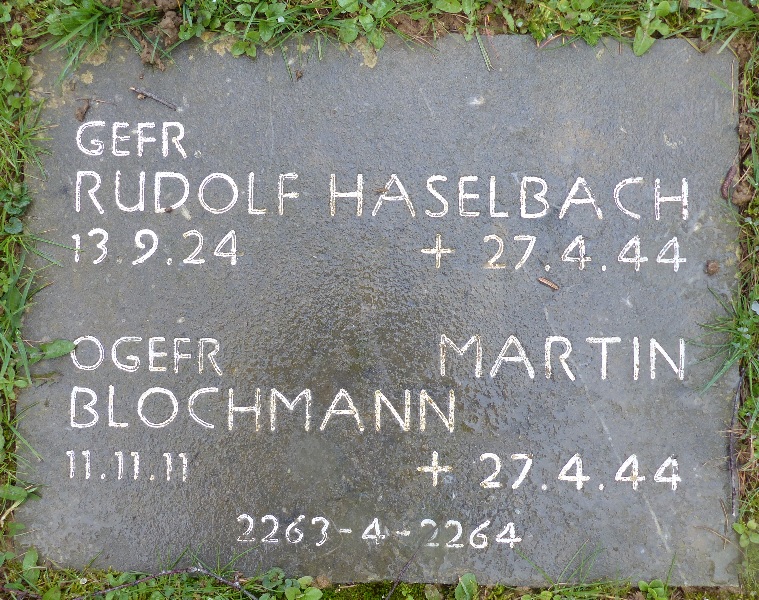 GEFR
RUDOLF HASELBACH
13.9.24 + 27.4.44
OGEFR MARTIN
BLOCHMANN
11.11.11 + 27.4.44
2263-4-2264